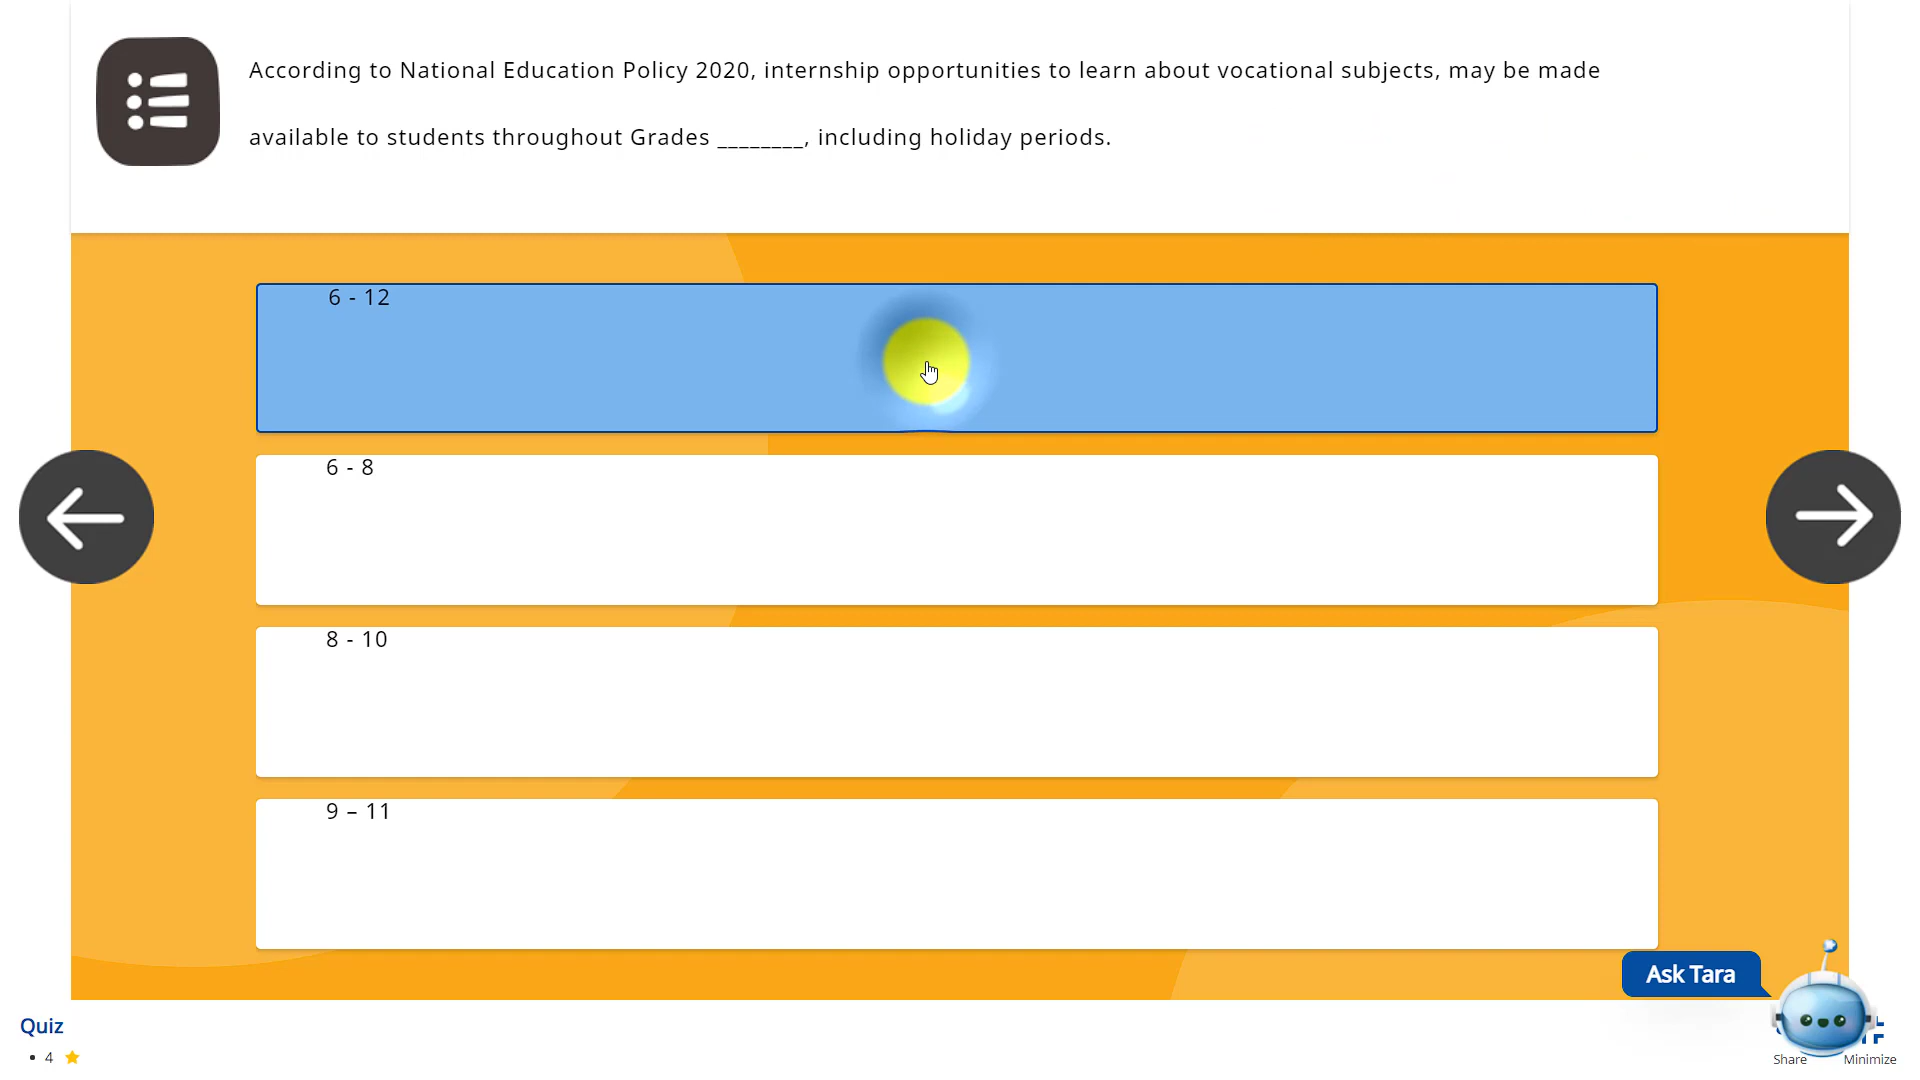 According to National Education Policy 2020, internship opportunities to learn about vocational subjects, may be made
available to students throughout Grades ________, including holiday periods.
6 - 12
6 - 8
8 - 10
9 – 11
Ask Tara
Quiz
• 4
Share
Minimize